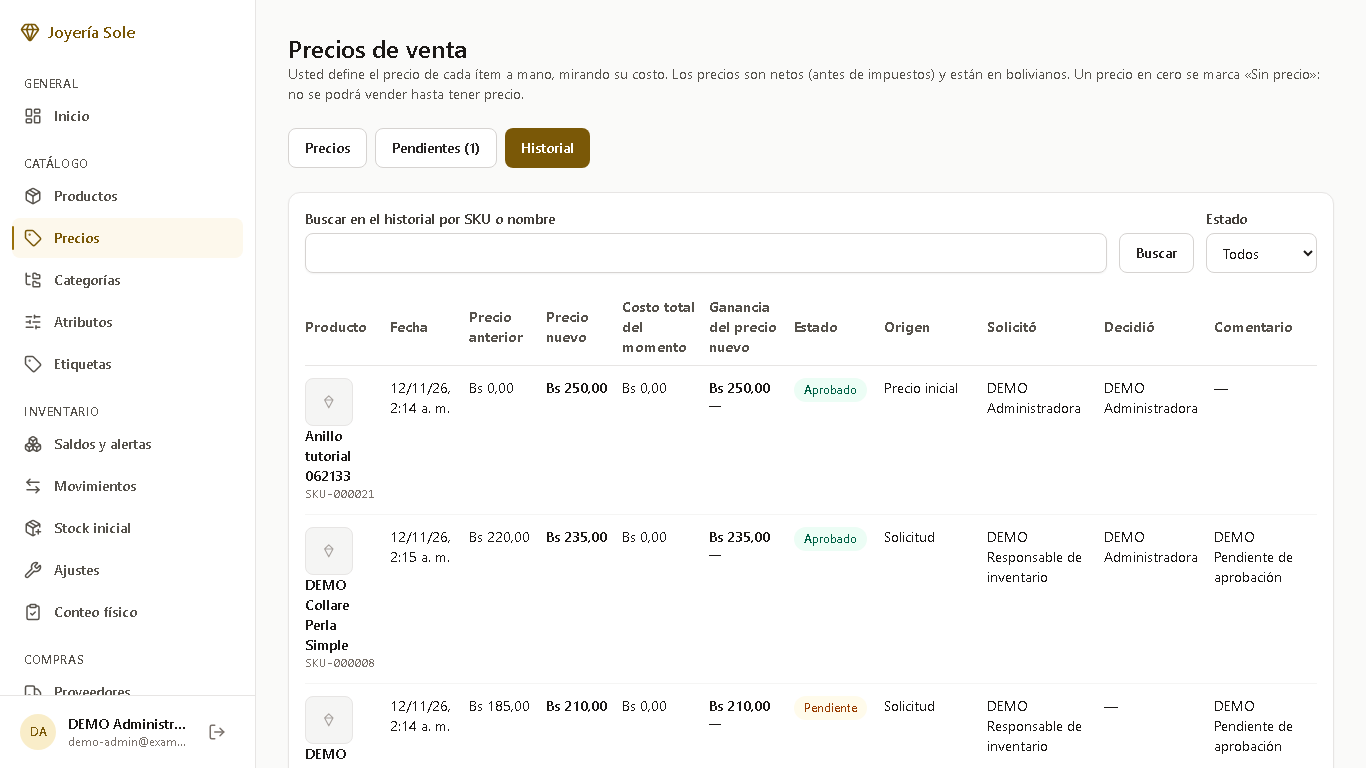 Joyería Sole
GENERAL
Inicio
CATÁLOGO
Productos
Precios
Categorías
Atributos
Etiquetas
INVENTARIO
Saldos y alertas
Movimientos
Stock inicial
Ajustes
Conteo físico
COMPRAS
Proveedores
DA
DEMO Administr...
demo-admin@exam...
Precios de venta
Usted define el precio de cada ítem a mano, mirando su costo. Los precios son netos (antes de impuestos) y están en bolivianos. Un precio en cero se marca «Sin precio»:
no se podrá vender hasta tener precio.
Precios
Pendientes (1)
Historial
Buscar en el historial por SKU o nombre
Buscar
Estado
Todos
Producto
Fecha
Precio
anterior
Precio
nuevo
Costo total
del
momento
Ganancia
del precio
nuevo
Estado
Origen
Solicitó
Decidió
Comentario
Anillo
tutorial
062133
SKU-000021
12/11/26,
2:14 a. m.
Bs 0,00
Bs 250,00
Bs 0,00
Bs 250,00
—
Aprobado
Precio inicial
DEMO
Administradora
DEMO
Administradora
—
DEMO
Collare
Perla
Simple
SKU-000008
12/11/26,
2:15 a. m.
Bs 220,00
Bs 235,00
Bs 0,00
Bs 235,00
—
Aprobado
Solicitud
DEMO
Responsable de
inventario
DEMO
Administradora
DEMO
Pendiente de
aprobación
DEMO
12/11/26,
2:14 a. m.
Bs 185,00
Bs 210,00
Bs 0,00
Bs 210,00
—
Pendiente
Solicitud
DEMO
Responsable de
inventario
—
DEMO
Pendiente de
aprobación